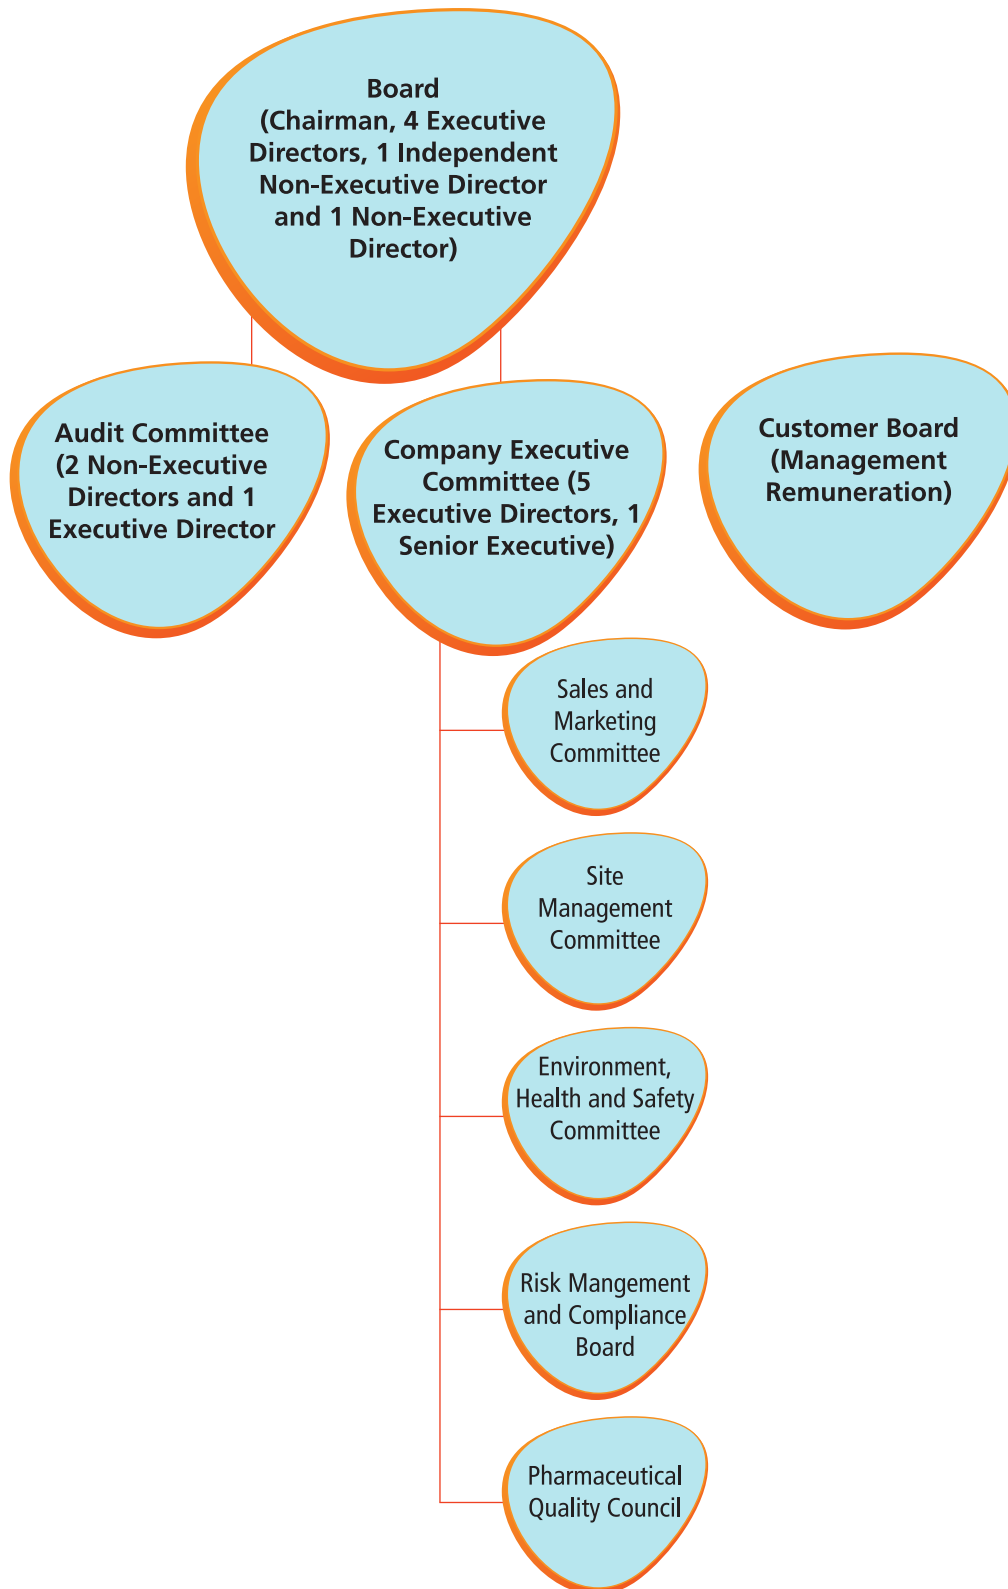 Board
(Chairman, 4 Executive
Directors, 1 Independent
Non-Executive Director
and 1 Non-Executive
Director)
Audit Committee
(2 Non-Executive
Directors and 1
Executive Director
Company Executive
Committee (5
Executive Directors, 1
Senior Executive)
Customer Board
(Management
Remuneration)
Sales and
Marketing
Committee
Site
Management
Committee
Environment,
Health and Safety
Committee
Risk Mangement
and Compliance
Board
Pharmaceutical
Quality Council